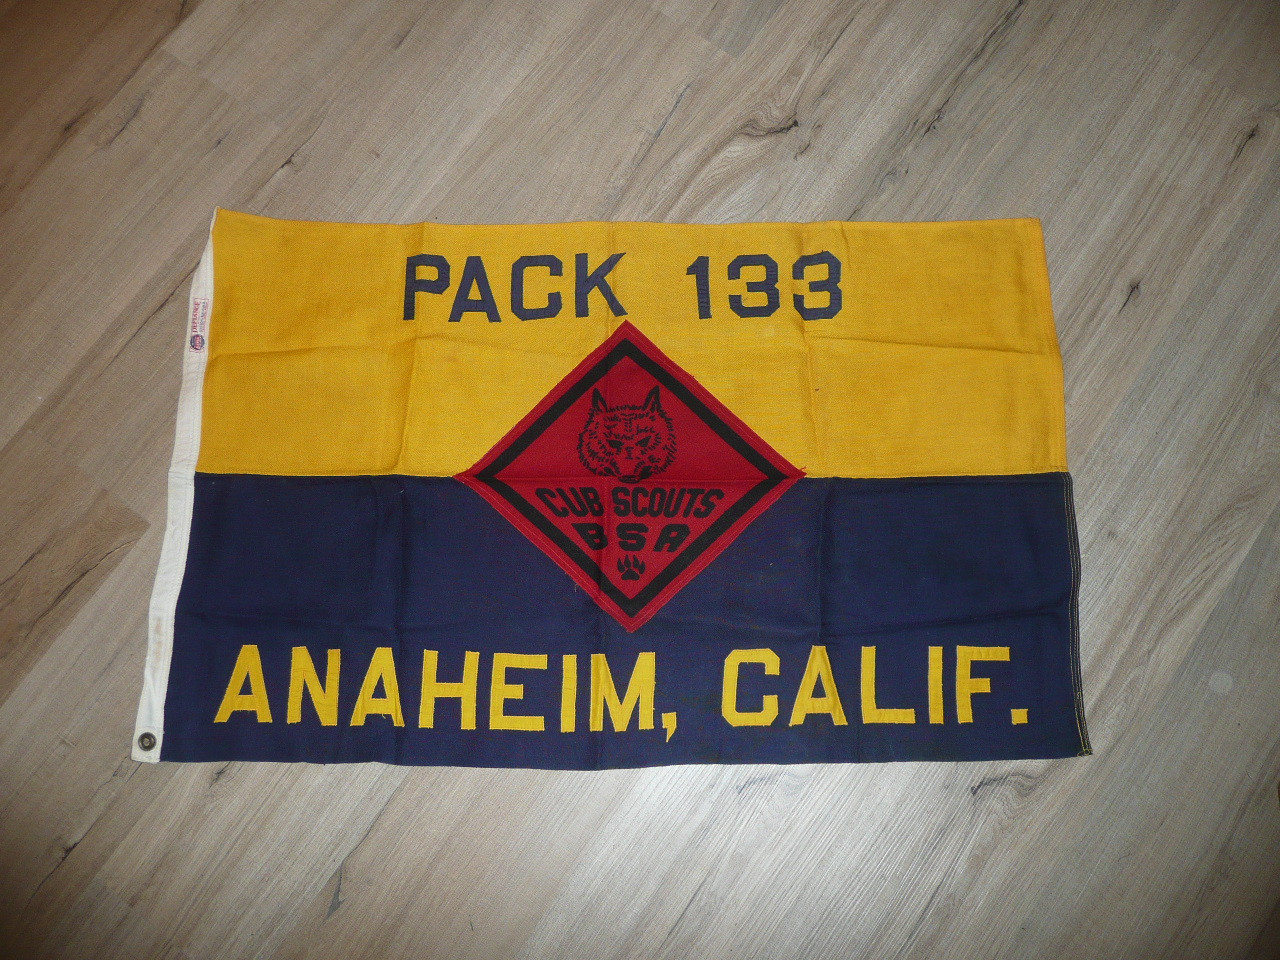 PACK 133
CUB SCOUTS
BSA
ANAHEIM, CALIF.